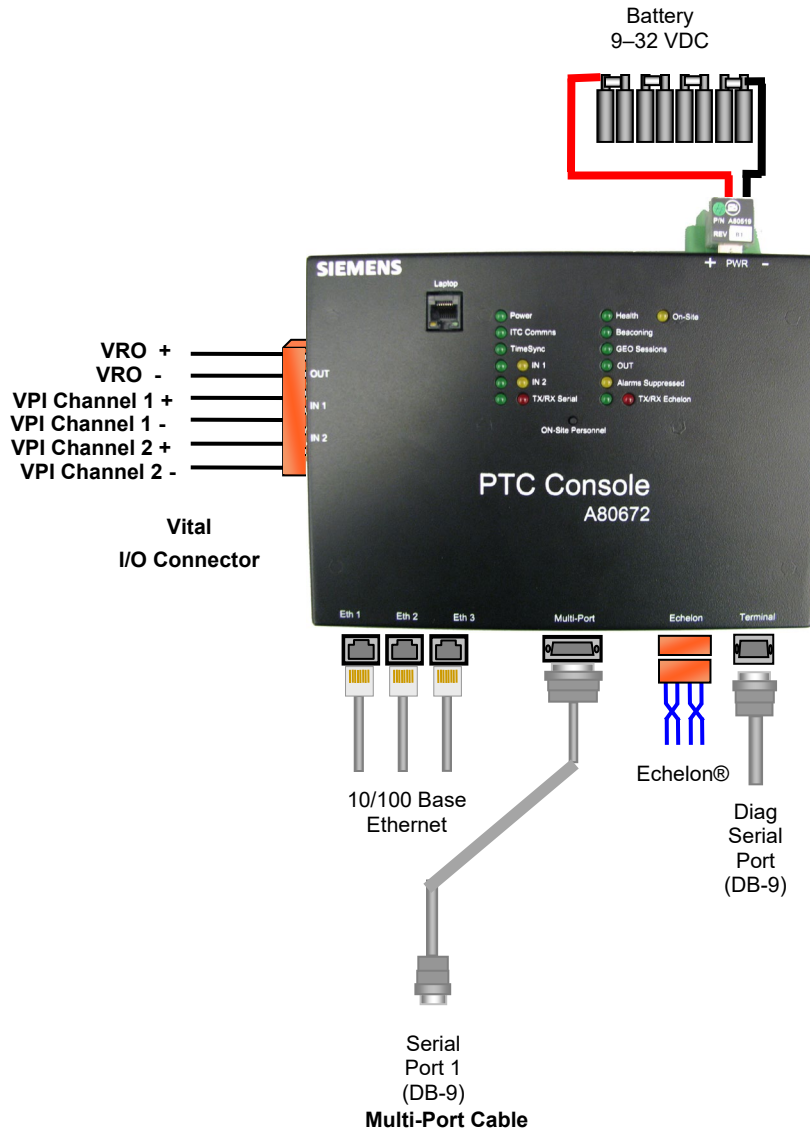 Battery
9–32 VDC
P/N A80519
REV
+ PWR -
SIEMENS
Laptop
Power
Health
On-Site
ITC Commns
Beaconing
TimeSync
GEO Sessions
IN 1
OUT
IN 2
Alarms Suppressed
TX/RX Serial
TX/RX Echelon
ON-Site Personnel
VRO +
VRO -
VPI Channel 1 +
VPI Channel 1 -
VPI Channel 2 +
VPI Channel 2 -
OUT
IN 1
IN 2
Vital
I/O Connector
PTC Console
A80672
Eth 1
Eth 2
Eth 3
Multi-Port
Echelon
Terminal
10/100 Base
Ethernet
Echelon®
Diag
Serial
Port
(DB-9)
Serial
Port 1
(DB-9)
Multi-Port Cable